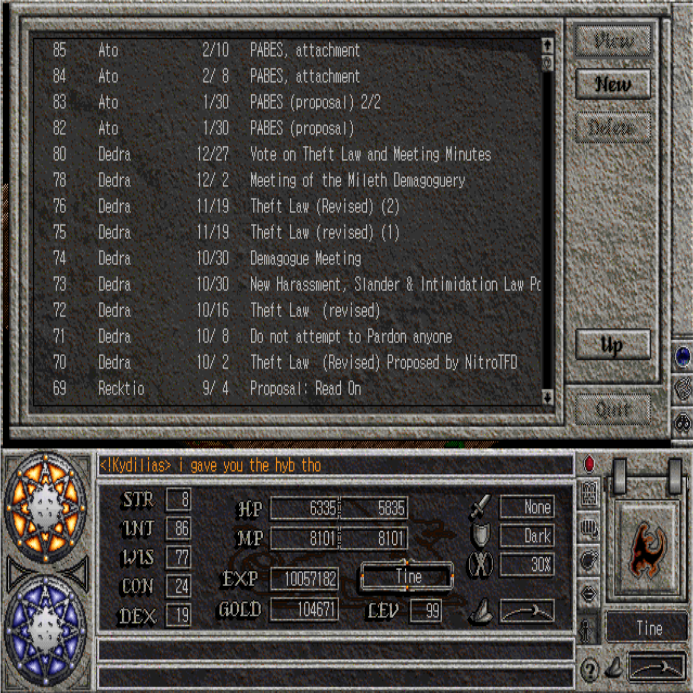 85 Ato 2/10 PABES, attachment
84 Ato 2/ 8 PABES, attachment
83 Ato 1/30 PABES (proposal) 2/2
82 Ato 1/30 PABES (proposal)
80 Dedra 12/27 Vote on Theft Law and Meeting Minutes
78 Dedra 12/ 2 Meeting of the Mileth Demagoguery
76 Dedra 11/19 Theft Law (Revised) (2)
75 Dedra 11/19 Theft Law (revised) (1)
74 Dedra 10/30 Demagogue Meeting
73 Dedra 10/30 New Harassment, Slander & Intimidation Law Po
72 Dedra 10/16 Theft Law (revised)
71 Dedra 10/ 8 Do not attempt to Pardon anyone
70 Dedra 10/ 2 Theft Law (Revised) Proposed by NitroTFD
69 Recktio 9/ 4 Proposal: Read On
View
New
Delete
Up
Quit
<!Kydilias> i gave you the hyb tho
STR 8
INT 86
WIS 77
CON 24
DEX 19
HP 6335 5835
MP 8101 8101
EXP 10057182
GOLD 104671
Tine
LEV 99
None
Dark
30%
Tine